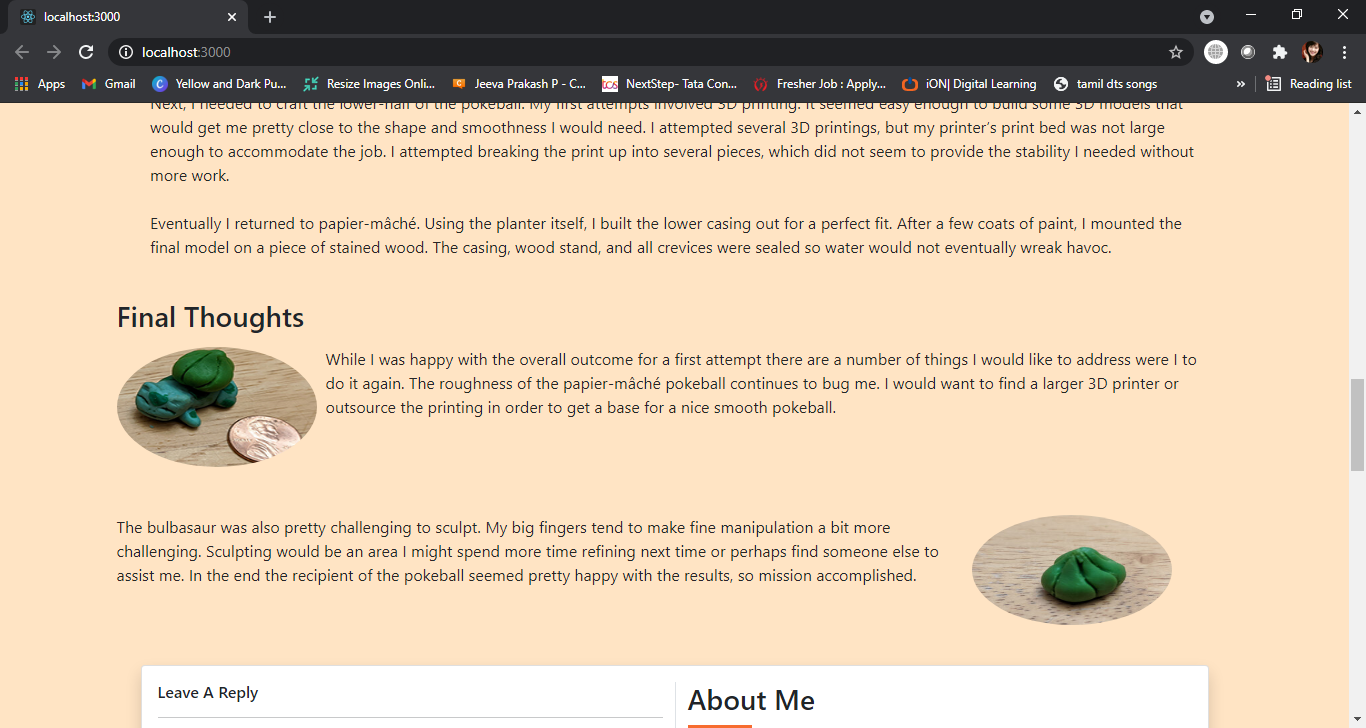 localhost:3000
localhost:3000
Apps
Gmail
Yellow and Dark Pu...
Resize Images Onli...
Jeeva Prakash P - C...
tcs
NextStep- Tata Con...
Fresher Job : Apply...
iON| Digital Learning
tamil dts songs
»
Reading list
Next, I needed to craft the lower-half of the pokeball. My first attempts involved 3D printing. It seemed easy enough to build some 3D models that
would get me pretty close to the shape and smoothness I would need. I attempted several 3D printings, but my printer’s print bed was not large
enough to accommodate the job. I attempted breaking the print up into several pieces, which did not seem to provide the stability I needed without
more work.
Eventually I returned to papier-mâché. Using the planter itself, I built the lower casing out for a perfect fit. After a few coats of paint, I mounted the
final model on a piece of stained wood. The casing, wood stand, and all crevices were sealed so water would not eventually wreak havoc.
Final Thoughts
While I was happy with the overall outcome for a first attempt there are a number of things I would like to address were I to
do it again. The roughness of the papier-mâché pokeball continues to bug me. I would want to find a larger 3D printer or
outsource the printing in order to get a base for a nice smooth pokeball.
The bulbasaur was also pretty challenging to sculpt. My big fingers tend to make fine manipulation a bit more
challenging. Sculpting would be an area I might spend more time refining next time or perhaps find someone else to
assist me. In the end the recipient of the pokeball seemed pretty happy with the results, so mission accomplished.
Leave A Reply
About Me